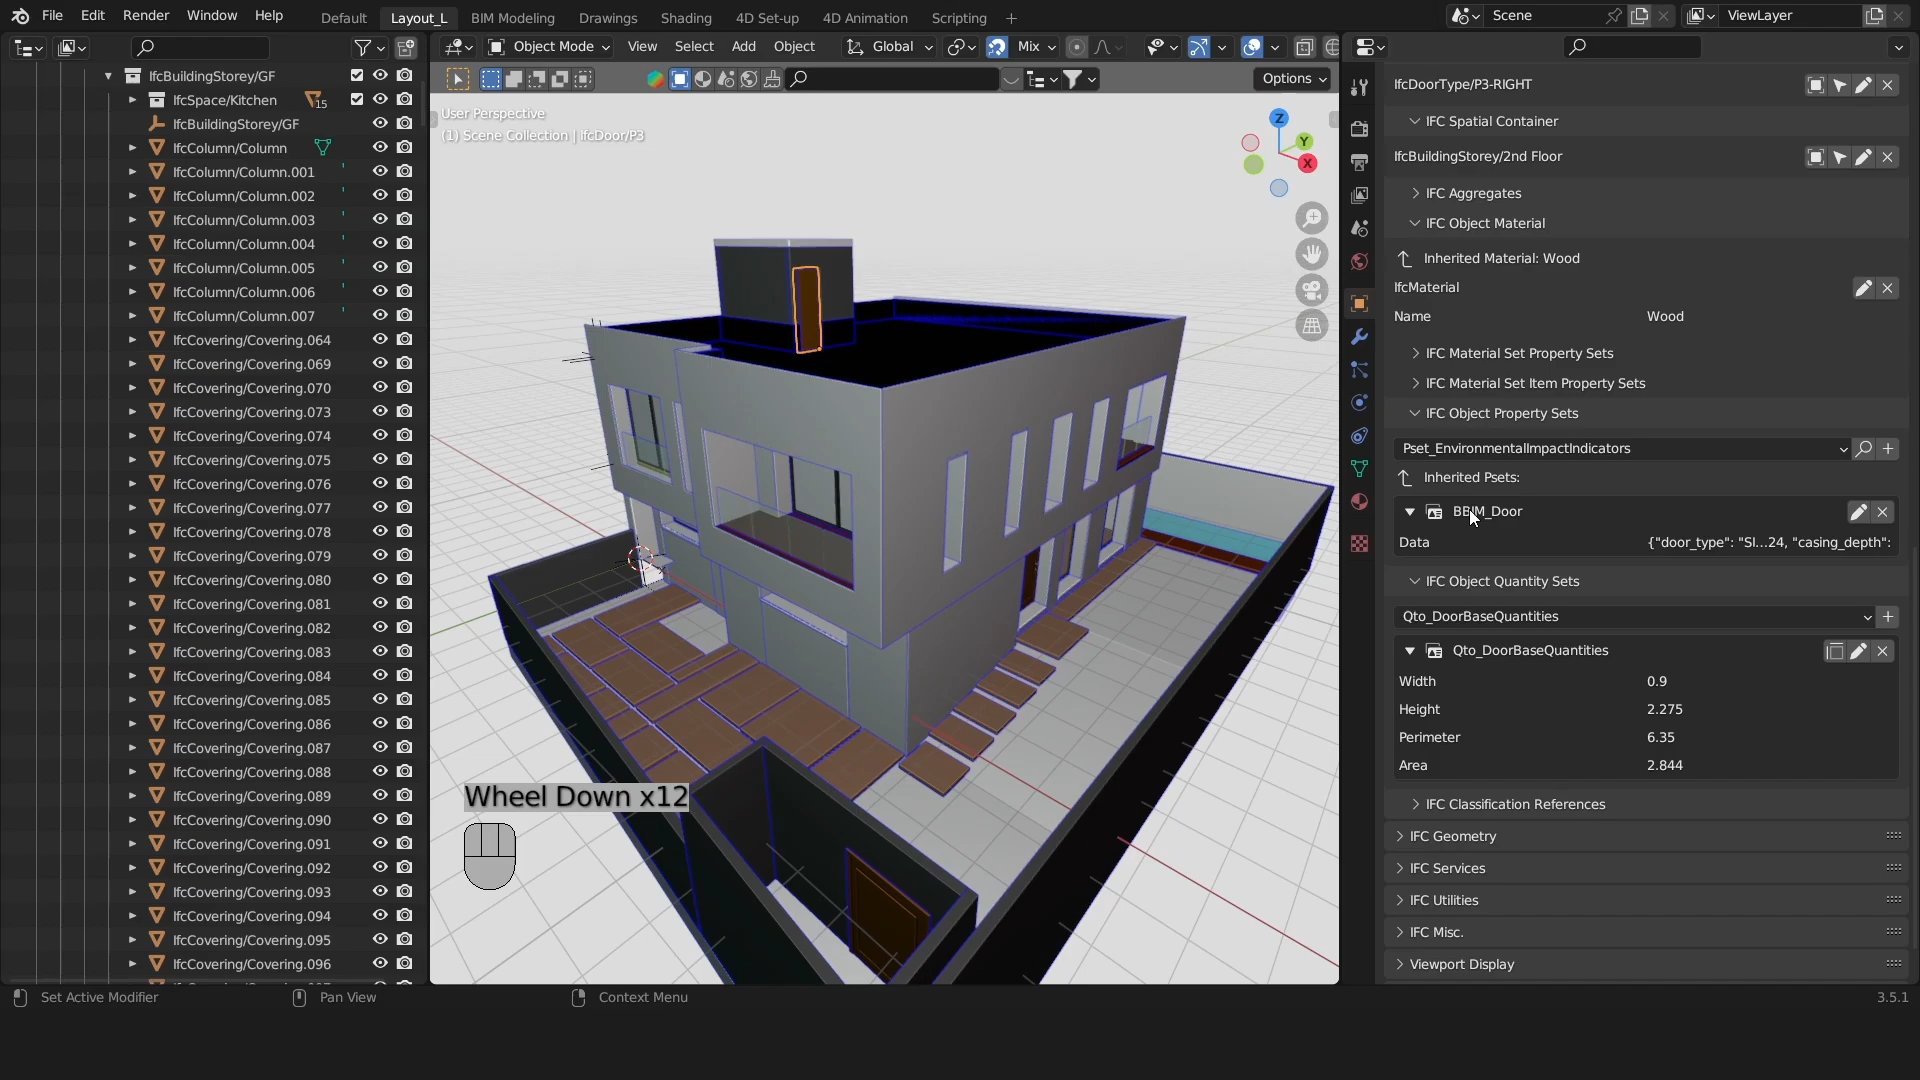 File Edit Render Window Help Default Layout_L BIM Modeling Drawings Shading 4D Set-up 4D Animation Scripting + Scene ViewLayer
Object Mode View Select Add Object Global Mix
Options
IfcBuildingStorey/GF
IfcSpace/Kitchen 15
IfcBuildingStorey/GF
IfcColumn/Column
IfcColumn/Column.001
IfcColumn/Column.002
IfcColumn/Column.003
IfcColumn/Column.004
IfcColumn/Column.005
IfcColumn/Column.006
IfcColumn/Column.007
IfcCovering/Covering.064
IfcCovering/Covering.069
IfcCovering/Covering.070
IfcCovering/Covering.073
IfcCovering/Covering.074
IfcCovering/Covering.075
IfcCovering/Covering.076
IfcCovering/Covering.077
IfcCovering/Covering.078
IfcCovering/Covering.079
IfcCovering/Covering.080
IfcCovering/Covering.081
IfcCovering/Covering.082
IfcCovering/Covering.083
IfcCovering/Covering.084
IfcCovering/Covering.085
IfcCovering/Covering.086
IfcCovering/Covering.087
IfcCovering/Covering.088
IfcCovering/Covering.089
IfcCovering/Covering.090
IfcCovering/Covering.091
IfcCovering/Covering.092
IfcCovering/Covering.093
IfcCovering/Covering.094
IfcCovering/Covering.095
IfcCovering/Covering.096
User Perspective
(1) Scene Collection | IfcDoor/P3
Z
Y
X
Wheel Down x12
IfcDoorType/P3-RIGHT
IFC Spatial Container
IfcBuildingStorey/2nd Floor
IFC Aggregates
IFC Object Material
Inherited Material: Wood
IfcMaterial
Name Wood
IFC Material Set Property Sets
IFC Material Set Item Property Sets
IFC Object Property Sets
Pset_EnvironmentalImpactIndicators
Inherited Psets:
BBIM_Door
Data {"door_type": "SI...24, "casing_depth":
IFC Object Quantity Sets
Qto_DoorBaseQuantities
Qto_DoorBaseQuantities
Width 0.9
Height 2.275
Perimeter 6.35
Area 2.844
IFC Classification References
IFC Geometry
IFC Services
IFC Utilities
IFC Misc.
Viewport Display
Set Active Modifier Pan View Context Menu 3.5.1